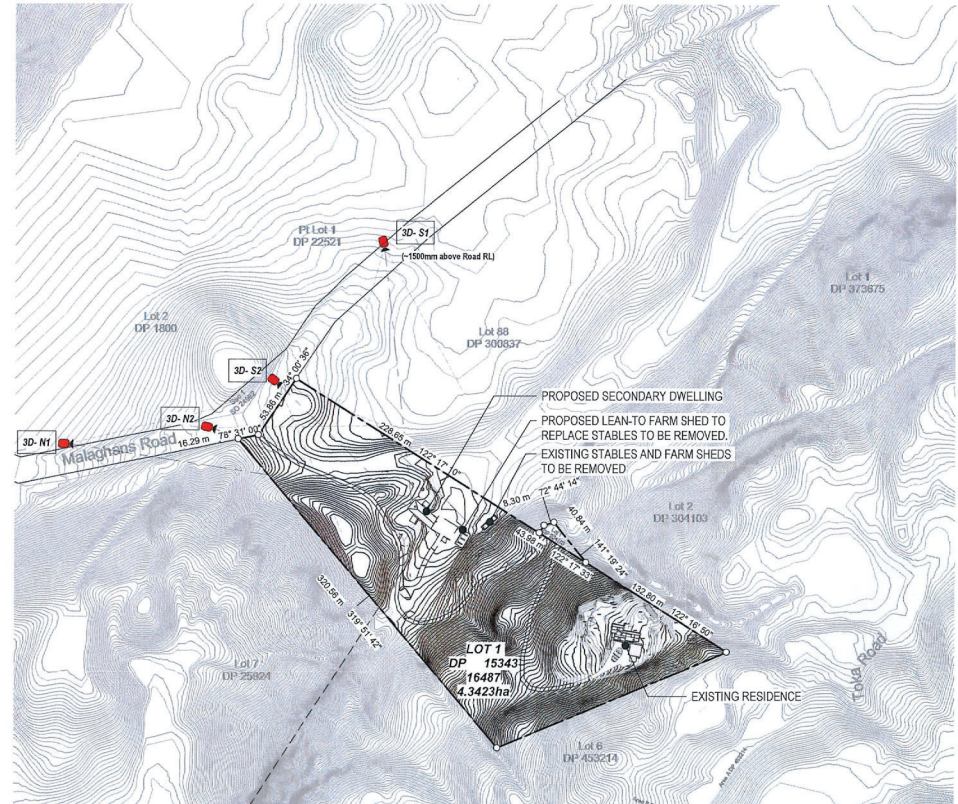 3D- S1
(~1500mm above Road RL)
Pt Lot 1
DP 22521
Lot 1
DP 373675
Lot 2
DP 1800
Lot 88
DP 300837
3D- S2
34° 00' 36"
53.86 m
3D- N2
3D- N1
Malaghans Road
16.29 m
78° 31' 00"
228.65 m
122° 17' 10"
PROPOSED SECONDARY DWELLING
PROPOSED LEAN-TO FARM SHED TO
REPLACE STABLES TO BE REMOVED.
EXISTING STABLES AND FARM SHEDS
TO BE REMOVED
8.30 m
72° 44' 14"
40.84 m
141° 19' 24"
Lot 2
DP 304103
43.98 m
122° 17' 33"
132.80 m
122° 16' 50"
320.56 m
319° 51' 42"
LOT 1
DP 15343
16487
4.3423ha
Lot 7
DP 25824
Toka Road
EXISTING RESIDENCE
Lot 6
DP 453214